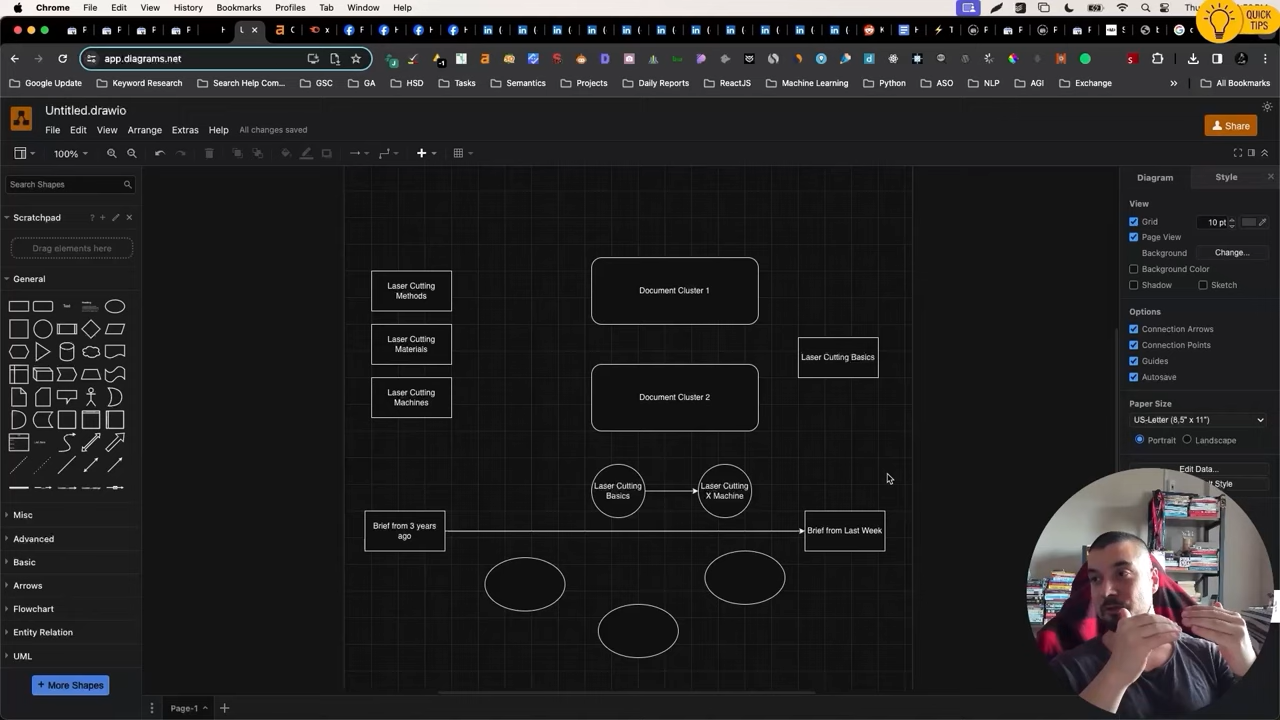 Chrome File Edit View History Bookmarks Profiles Tab Window Help
QUICK TIPS
app.diagrams.net
Google Update Keyword Research Search Help Com... GSC GA HSD Tasks Semantics Projects Daily Reports ReactJS Machine Learning Python ASO NLP AGI Exchange » All Bookmarks
Untitled.drawio
File Edit View Arrange Extras Help All changes saved
Share
100%
Search Shapes
Scratchpad
Drag elements here
General
Misc
Advanced
Basic
Arrows
Flowchart
Entity Relation
UML
+ More Shapes
Laser Cutting
Methods
Laser Cutting
Materials
Laser Cutting
Machines
Document Cluster 1
Document Cluster 2
Laser Cutting Basics
Laser Cutting
Basics
Laser Cutting
X Machine
Brief from 3 years
ago
Brief from Last Week
Page-1
Diagram Style
View
Grid 10 pt
Page View
Background Change...
Background Color
Shadow Sketch
Options
Connection Arrows
Connection Points
Guides
Autosave
Paper Size
US-Letter (8,5" x 11")
Portrait Landscape
Edit Data...
Style